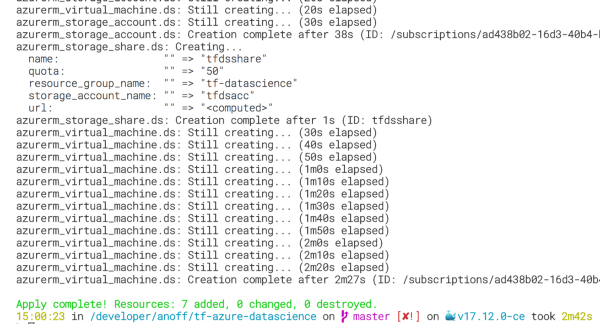 azurerm_virtual_machine.ds: Still creating... (20s elapsed)
azurerm_storage_account.ds: Still creating... (30s elapsed)
azurerm_storage_account.ds: Creation complete after 38s (ID: /subscriptions/ad438b02-16d3-40b4-
azurerm_storage_share.ds: Creating...
name: "" => "tfdsshare"
quota: "" => "50"
resource_group_name: "" => "tf-datascience"
storage_account_name: "" => "tfdsacc"
url: "" => "<computed>"
azurerm_storage_share.ds: Creation complete after 1s (ID: tfdsshare)
azurerm_virtual_machine.ds: Still creating... (30s elapsed)
azurerm_virtual_machine.ds: Still creating... (40s elapsed)
azurerm_virtual_machine.ds: Still creating... (50s elapsed)
azurerm_virtual_machine.ds: Still creating... (1m0s elapsed)
azurerm_virtual_machine.ds: Still creating... (1m10s elapsed)
azurerm_virtual_machine.ds: Still creating... (1m20s elapsed)
azurerm_virtual_machine.ds: Still creating... (1m30s elapsed)
azurerm_virtual_machine.ds: Still creating... (1m40s elapsed)
azurerm_virtual_machine.ds: Still creating... (1m50s elapsed)
azurerm_virtual_machine.ds: Still creating... (2m0s elapsed)
azurerm_virtual_machine.ds: Still creating... (2m10s elapsed)
azurerm_virtual_machine.ds: Still creating... (2m20s elapsed)
azurerm_virtual_machine.ds: Creation complete after 2m27s (ID: /subscriptions/ad438b02-16d3-40b4
Apply complete! Resources: 7 added, 0 changed, 0 destroyed.
15:00:23 in /developer/anoff/tf-azure-datascience on master [✘!] on 🐳v17.12.0-ce took 2m42s